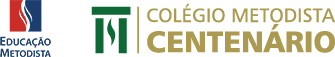 EDUCAÇÃO
METODISTA
COLÉGIO METODISTA
CENTENÁRIO